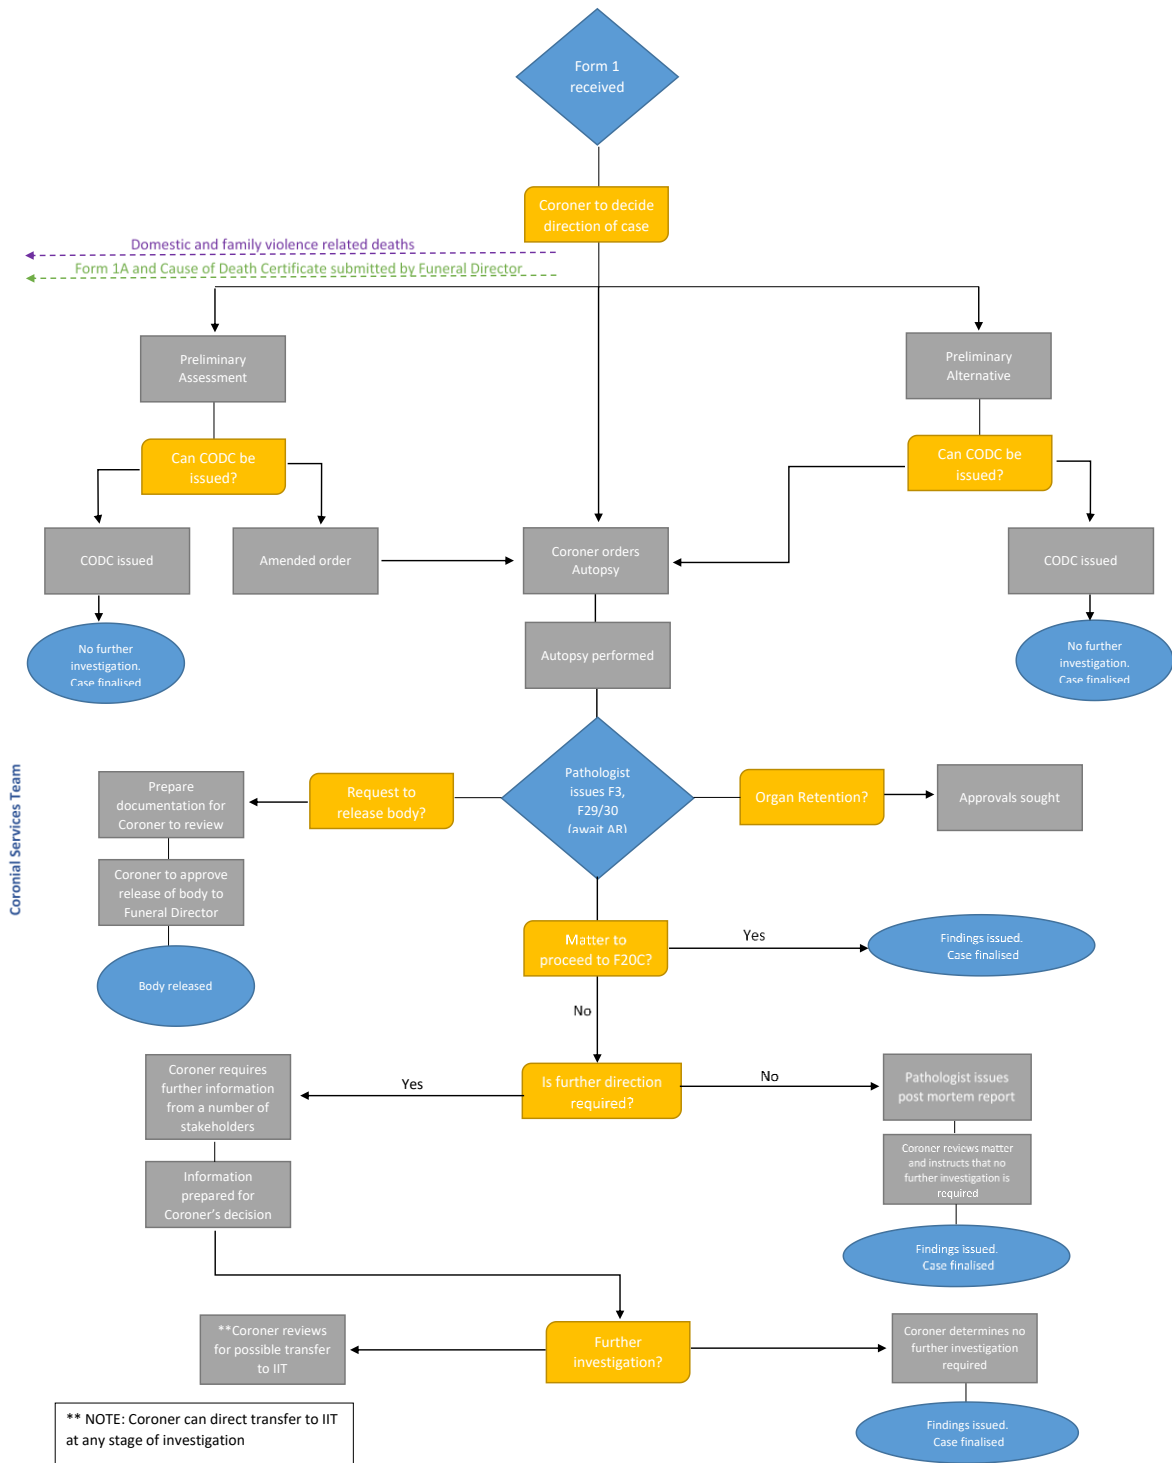 Form 1
received
Coroner to decide
direction of case
Domestic and family violence related deaths
Form 1A and Cause of Death Certificate submitted by Funeral Director
Preliminary
Assessment
Preliminary
Alternative
Can CODC be
issued?
Can CODC be
issued?
CODC issued
Amended order
Coroner orders
Autopsy
CODC issued
No further
investigation.
Case finalised
Autopsy performed
No further
investigation.
Case finalised
Coronial Services Team
Prepare
documentation for
Coroner to review
Request to
release body?
Pathologist
issues F3,
F29/30
(await AR)
Organ Retention?
Approvals sought
Coroner to approve
release of body to
Funeral Director
Body released
Matter to
proceed to F20C?
Yes
Findings issued.
Case finalised
No
Coroner requires
further information
from a number of
stakeholders
Yes
Is further direction
required?
No
Pathologist issues
post mortem report
Information
prepared for
Coroner's decision
Coroner reviews matter
and instructs that no
further investigation is
required
Findings issued.
Case finalised
**Coroner reviews
for possible transfer
to IIT
Further
investigation?
Coroner determines no
further investigation
required
** NOTE: Coroner can direct transfer to IIT
at any stage of investigation
Findings issued.
Case finalised